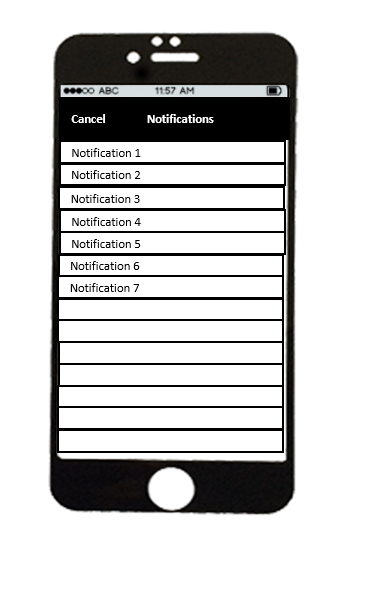 ABC 11:57 AM
Cancel Notifications
Notification 1
Notification 2
Notification 3
Notification 4
Notification 5
Notification 6
Notification 7